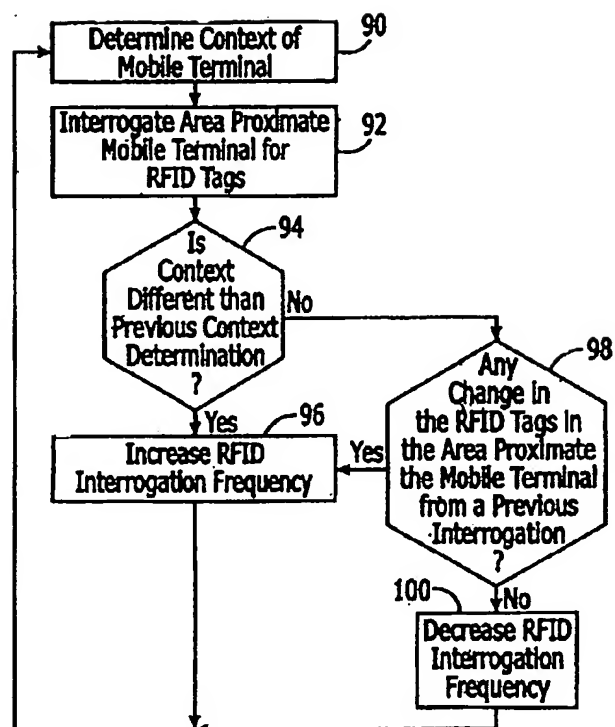 Determine Context of
Mobile Terminal
90
Interrogate Area Proximate
Mobile Terminal for
RFID Tags
92
Is
Context
Different than
Previous Context
Determination
?
94
No
Yes
Increase RFID
Interrogation Frequency
96
Any
Change in
the RFID Tags in
the Area Proximate
the Mobile Terminal
from a Previous
Interrogation
?
98
Yes
No
100
Decrease RFID
Interrogation
Frequency